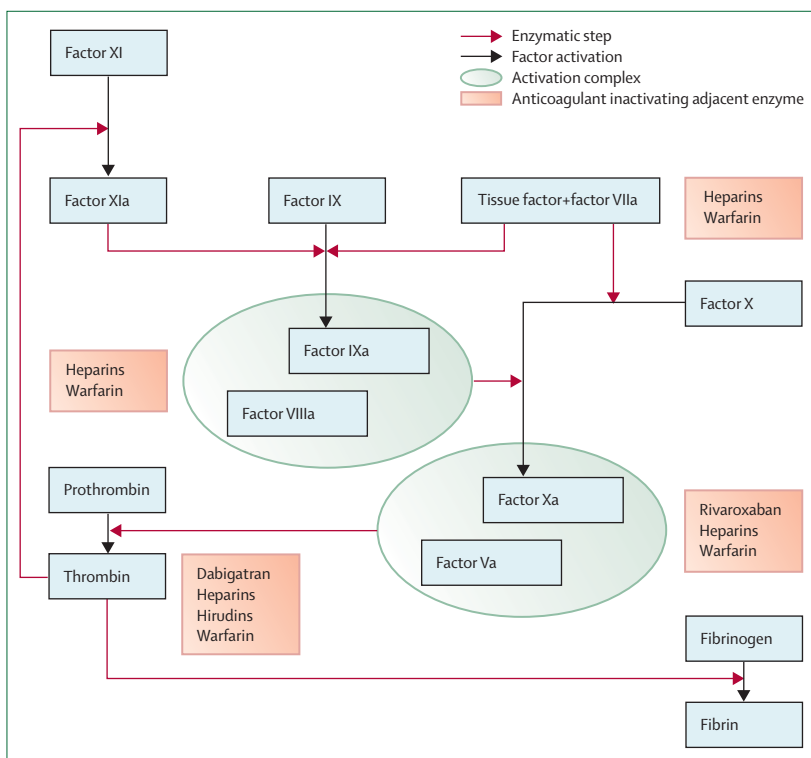 Factor XI
Enzymatic step
Factor activation
Activation complex
Anticoagulant inactivating adjacent enzyme
Factor XIa
Factor IX
Tissue factor+factor VIIa
Heparins
Warfarin
Factor X
Factor IXa
Factor VIIIa
Heparins
Warfarin
Prothrombin
Thrombin
Dabigatran
Heparins
Hirudins
Warfarin
Factor Xa
Factor Va
Rivaroxaban
Heparins
Warfarin
Fibrinogen
Fibrin